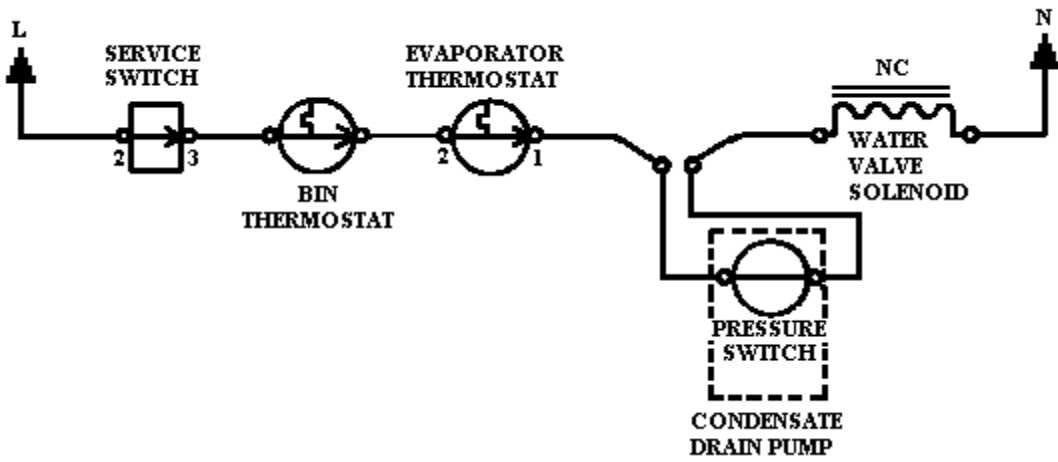 L
N
SERVICE
SWITCH
EVAPORATOR
THERMOSTAT
NC
2
3
2
1
WATER
VALVE
SOLENOID
BIN
THERMOSTAT
PRESSURE
SWITCH
CONDENSATE
DRAIN PUMP